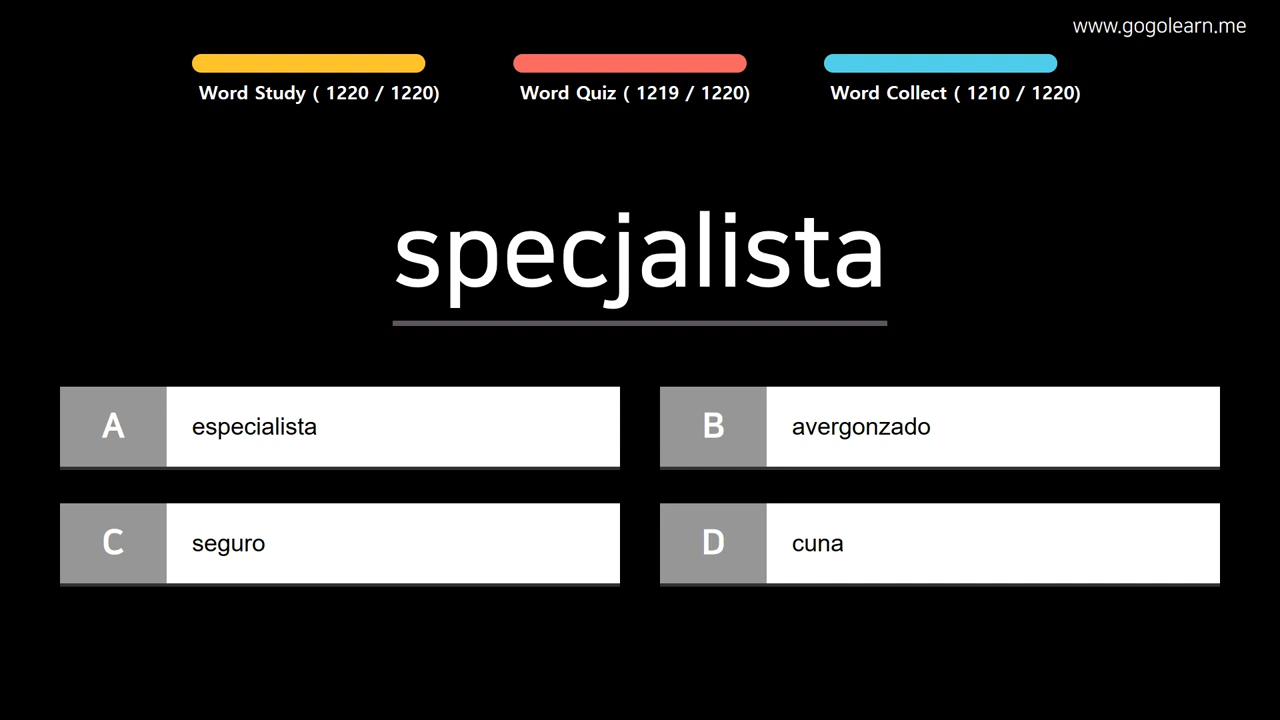 www.gogolearn.me
Word Study ( 1220 / 1220)
Word Quiz ( 1219 / 1220)
Word Collect ( 1210 / 1220)
specjalista
A especialista
B avergonzado
C seguro
D cuna